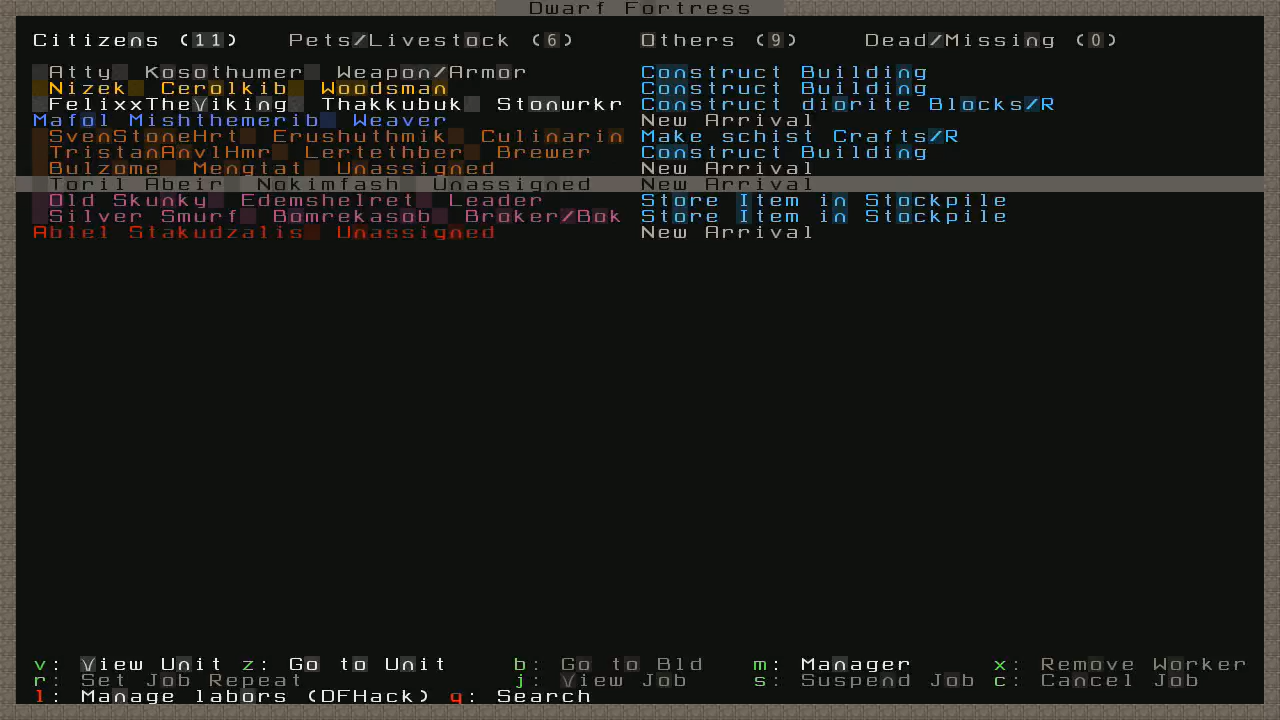 Dwarf Fortress
Citizens (11) Pets/Livestock (6) Others (9) Dead/Missing (0)
Atty Kosothumer Weapon/Armor Construct Building
Nizek Cerolkib Woodsman Construct Building
FelixxTheViking Thakkubuk Stonwrkr Construct diorite Blocks/R
Mafol Mishthemerib Weaver New Arrival
SvenStoneHrt Erushuthmik Culinarin Make schist Crafts/R
TristanAnvlHmr Lertethber Brewer Construct Building
Bulzome Mengtat Unassigned New Arrival
Toril Abeir Nokimfash Unassigned New Arrival
Old Skunky Edemshelret Leader Store Item in Stockpile
Silver Smurf Bomrekasob Broker/Bok Store Item in Stockpile
Ablel Stakudzalis Unassigned New Arrival
v: View Unit z: Go to Unit b: Go to Bld m: Manager x: Remove Worker
r: Set Job Repeat j: View Job s: Suspend Job c: Cancel Job
l: Manage labors (DFHack) q: Search